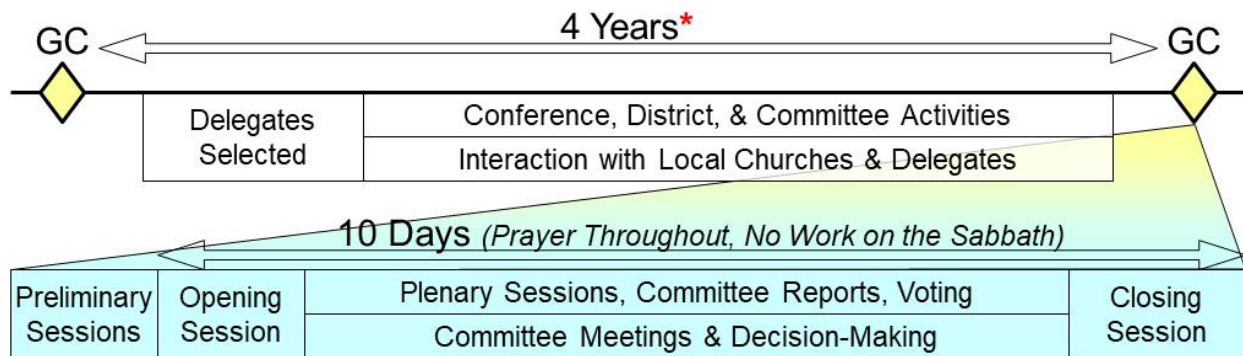 4 Years*
GC
GC
Delegates
Selected
Conference, District, & Committee Activities
Interaction with Local Churches & Delegates
10 Days (Prayer Throughout, No Work on the Sabbath)
Preliminary
Sessions
Opening
Session
Plenary Sessions, Committee Reports, Voting
Committee Meetings & Decision-Making
Closing
Session